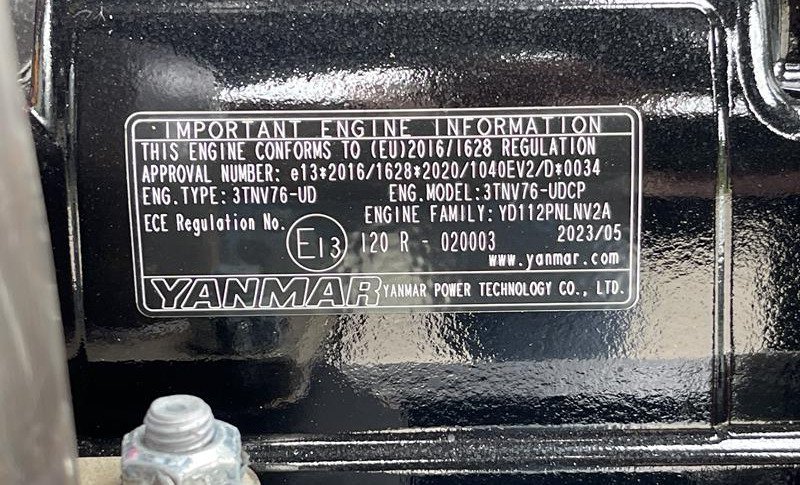 IMPORTANT ENGINE INFORMATION
THIS ENGINE CONFORMS TO (EU)2016/1628 REGULATION
APPROVAL NUMBER: e13*2016/1628*2020/1040EV2/D*0034
ENG.TYPE: 3TNV76-UD ENG.MODEL:3TNV76-UDCP
ECE Regulation No. ENGINE FAMILY: YD112PNLNV2A
E13 120 R - 020003 2023/05
www.yanmar.com
YANMAR YANMAR POWER TECHNOLOGY CO., LTD.